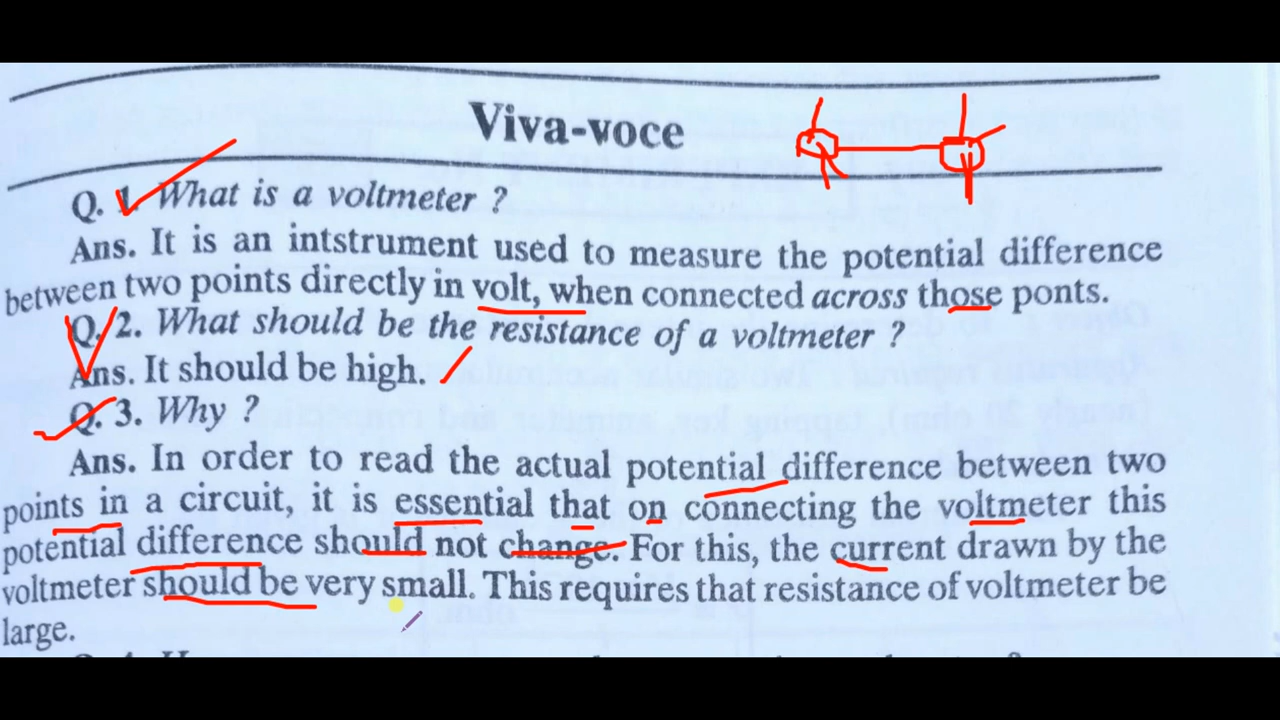 Viva-voce
Q. 1. What is a voltmeter ?
Ans. It is an intstrument used to measure the potential difference
between two points directly in volt, when connected across those ponts.
Q. 2. What should be the resistance of a voltmeter ?
Ans. It should be high.
Q. 3. Why ?
Ans. In order to read the actual potential difference between two
points in a circuit, it is essential that on connecting the voltmeter this
potential difference should not change. For this, the current drawn by the
voltmeter should be very small. This requires that resistance of voltmeter be
large.